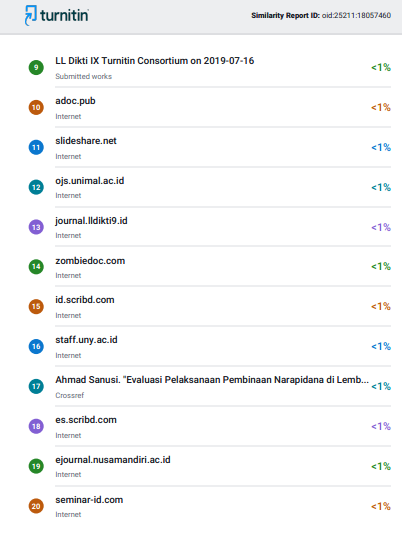 turnitin
Similarity Report ID: oid:25211:18057460
9
LL Dikti IX Turnitin Consortium on 2019-07-16
<1%
Submitted works
10
adoc.pub
<1%
Internet
11
slideshare.net
<1%
Internet
12
ojs.unimal.ac.id
<1%
Internet
13
journal.lldikti9.id
<1%
Internet
14
zombiedoc.com
<1%
Internet
15
id.scribd.com
<1%
Internet
16
staff.uny.ac.id
<1%
Internet
17
Ahmad Sanusi. "Evaluasi Pelaksanaan Pembinaan Narapidana di Lemb...
<1%
Crossref
18
es.scribd.com
<1%
Internet
19
ejournal.nusamandiri.ac.id
<1%
Internet
20
seminar-id.com
<1%
Internet